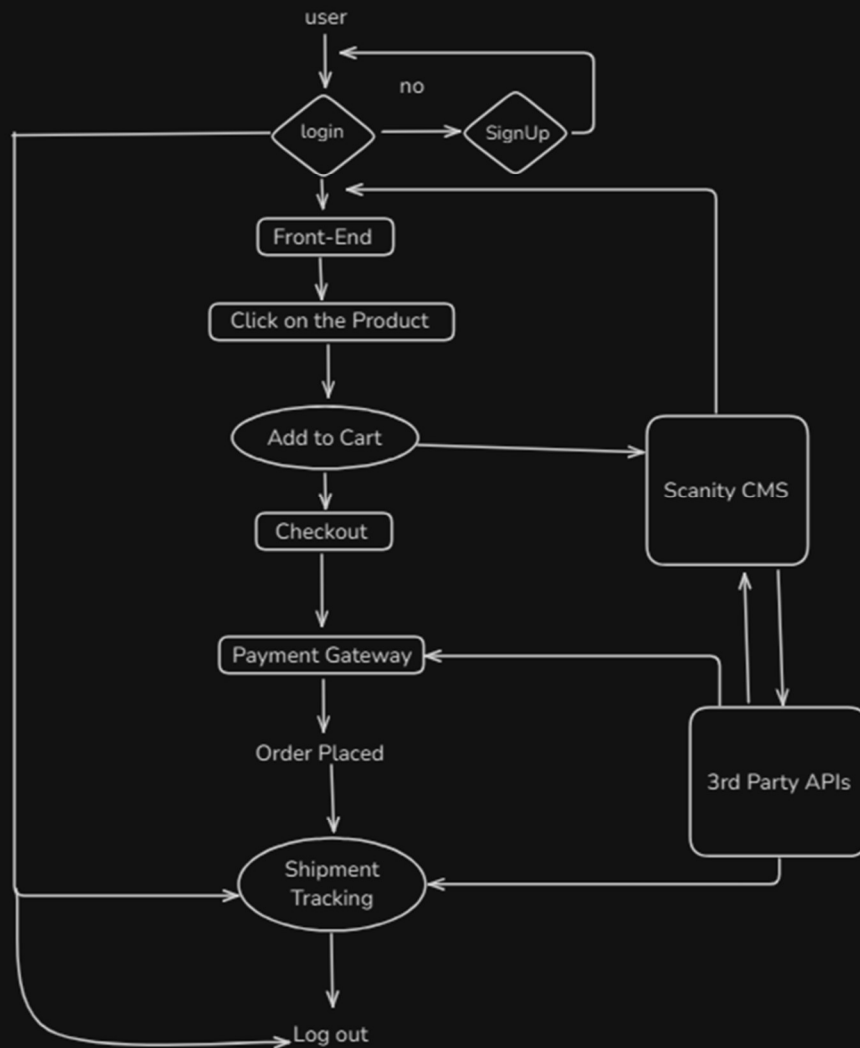 user
no
login
SignUp
Front-End
Click on the Product
Add to Cart
Scanity CMS
Checkout
Payment Gateway
Order Placed
3rd Party APIs
Shipment
Tracking
Log out